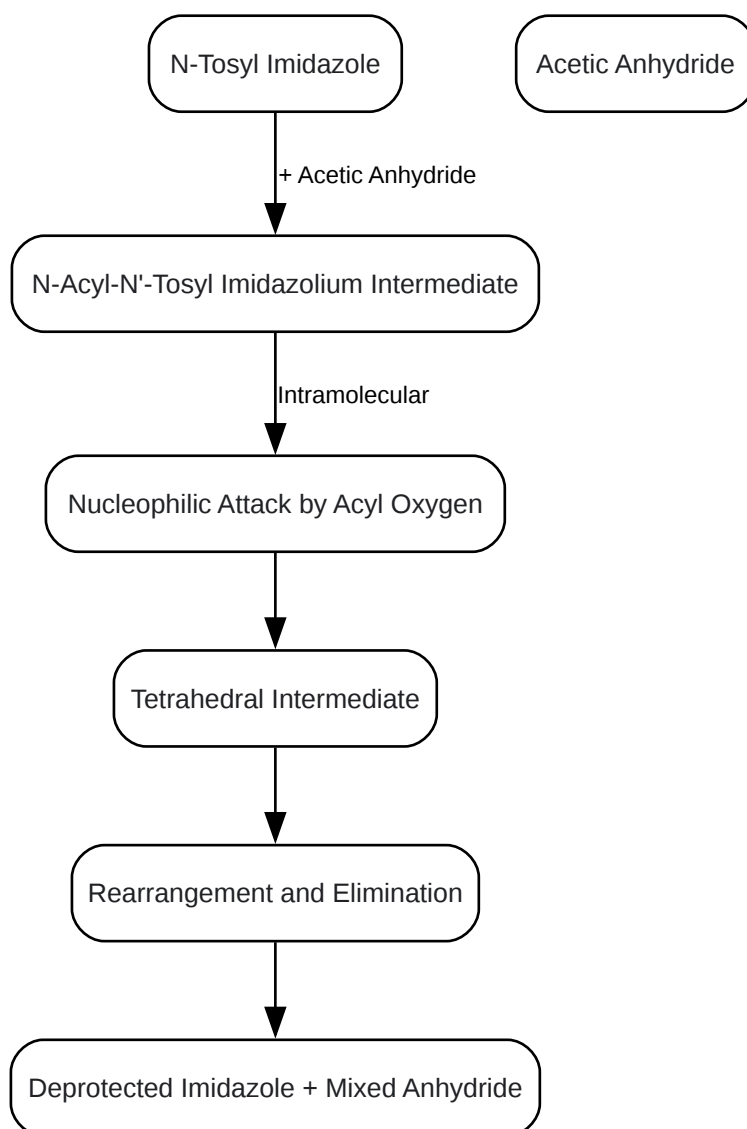 N-Tosyl Imidazole
Acetic Anhydride
+ Acetic Anhydride
N-Acyl-N'-Tosyl Imidazolium Intermediate
Intramolecular
Nucleophilic Attack by Acyl Oxygen
Tetrahedral Intermediate
Rearrangement and Elimination
Deprotected Imidazole + Mixed Anhydride